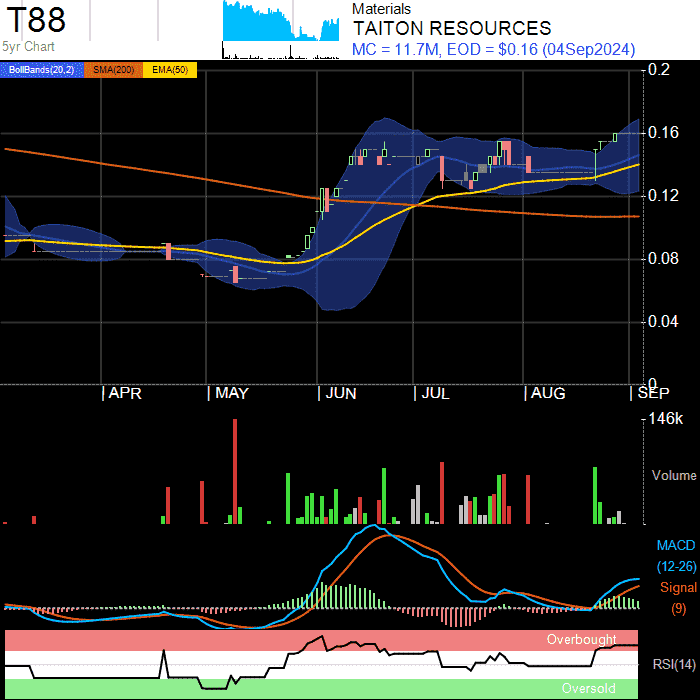 T88
5yr Chart
Materials
TAITON RESOURCES
MC = 11.7M, EOD = $0.16 (04Sep2024)
BollBands(20,2) SMA(200) EMA(50)
0.2
0.16
0.12
0.08
0.04
0
APR MAY JUN JUL AUG SEP
146k
Volume
MACD
(12-26)
Signal
(9)
Overbought
RSI(14)
Oversold